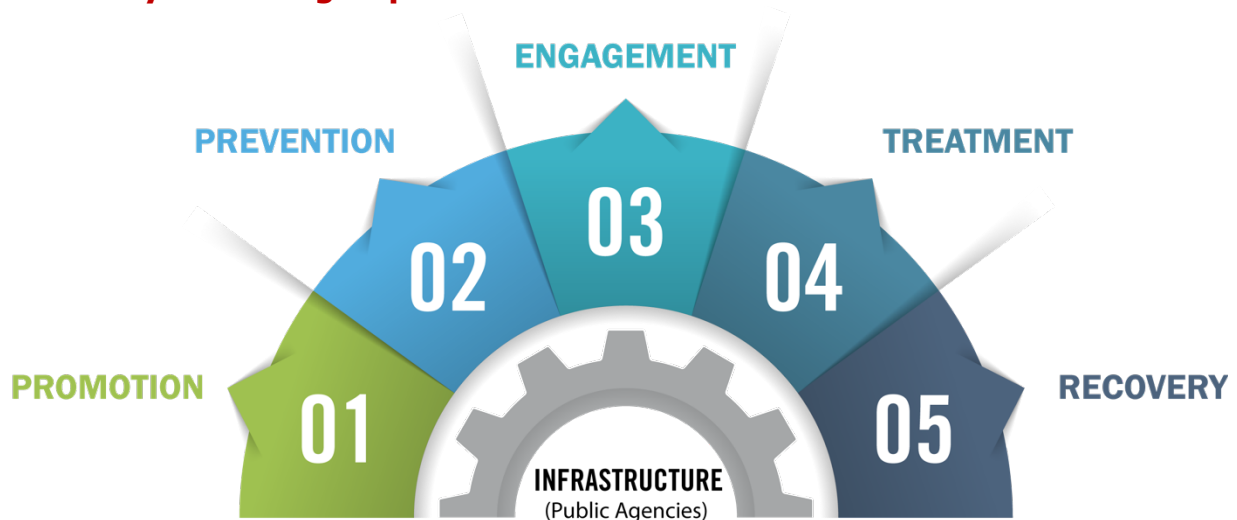 PROMOTION
01
PREVENTION
02
ENGAGEMENT
03
TREATMENT
04
RECOVERY
05
INFRASTRUCTURE
(Public Agencies)